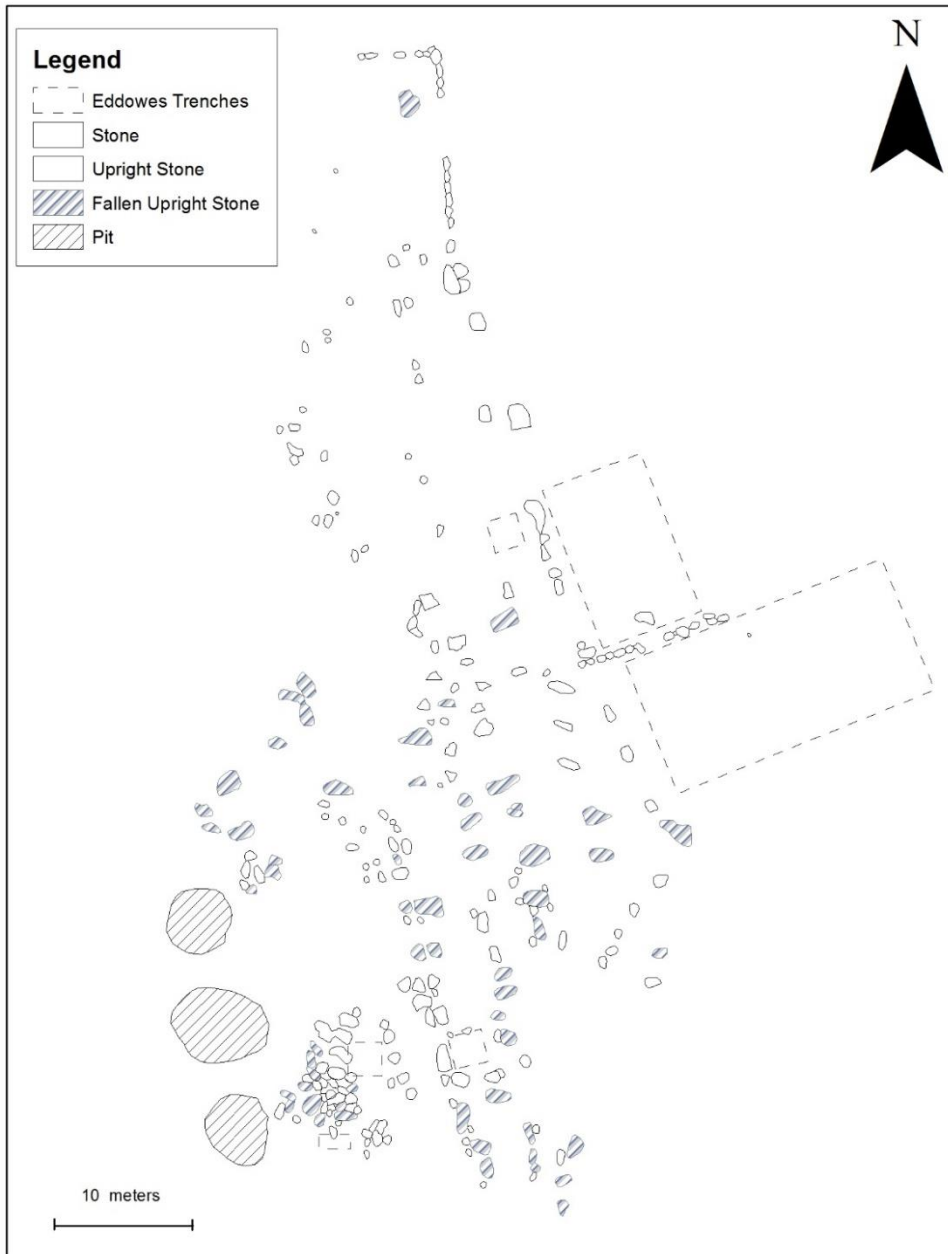 Legend
Eddowes Trenches
Stone
Upright Stone
Fallen Upright Stone
Pit
N
10 meters